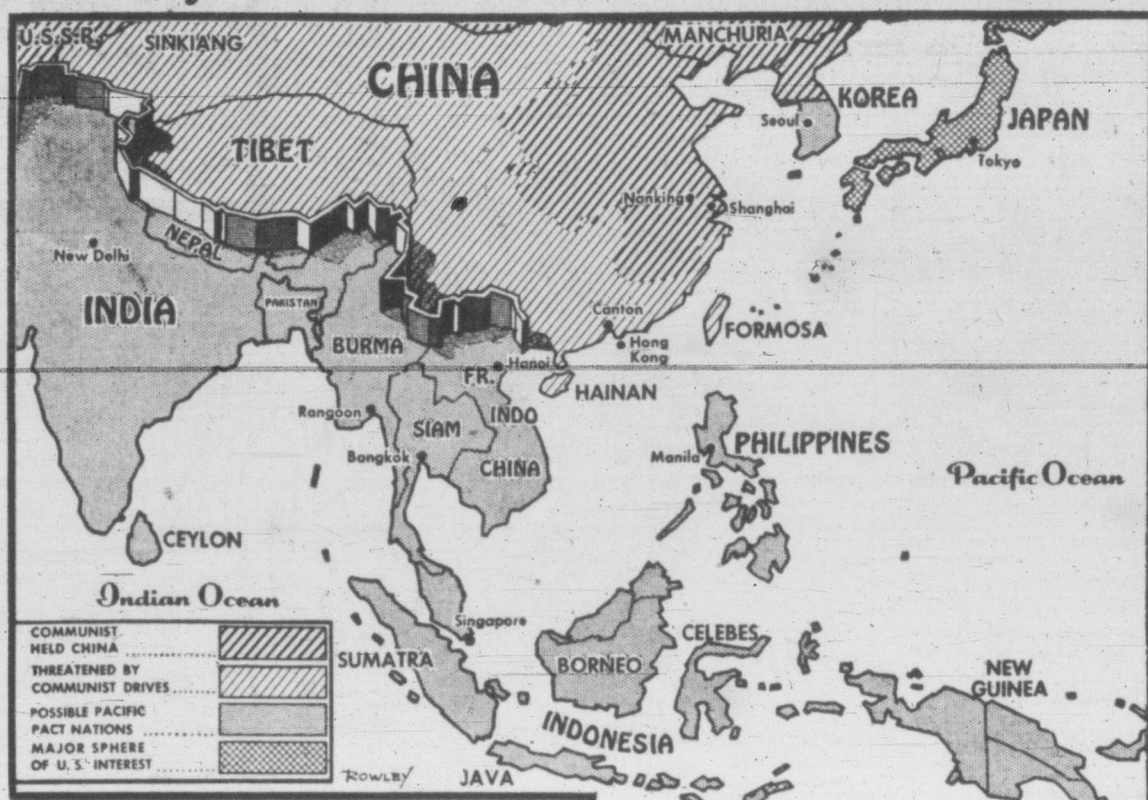 U.S.S.R.
SINKIANG
MANCHURIA
CHINA
KOREA
Seoul
JAPAN
Tokyo
TIBET
Nanking
Shanghai
NEPAL
New Delhi
INDIA
PAKISTAN
Canton
Hong
Kong
FORMOSA
BURMA
Hanoi
FR.
HAINAN
INDO
Rangoon
SIAM
CHINA
Bangkok
PHILIPPINES
Manila
Pacific Ocean
CEYLON
Indian Ocean
Singapore
SUMATRA
CELEBES
BORNEO
NEW
GUINEA
INDONESIA
JAVA
COMMUNIST
HELD CHINA ............
THREATENED BY
COMMUNIST DRIVES .....
POSSIBLE PACIFIC
PACT NATIONS ..........
MAJOR SPHERE
OF U.S. INTEREST ........
ROWLEY